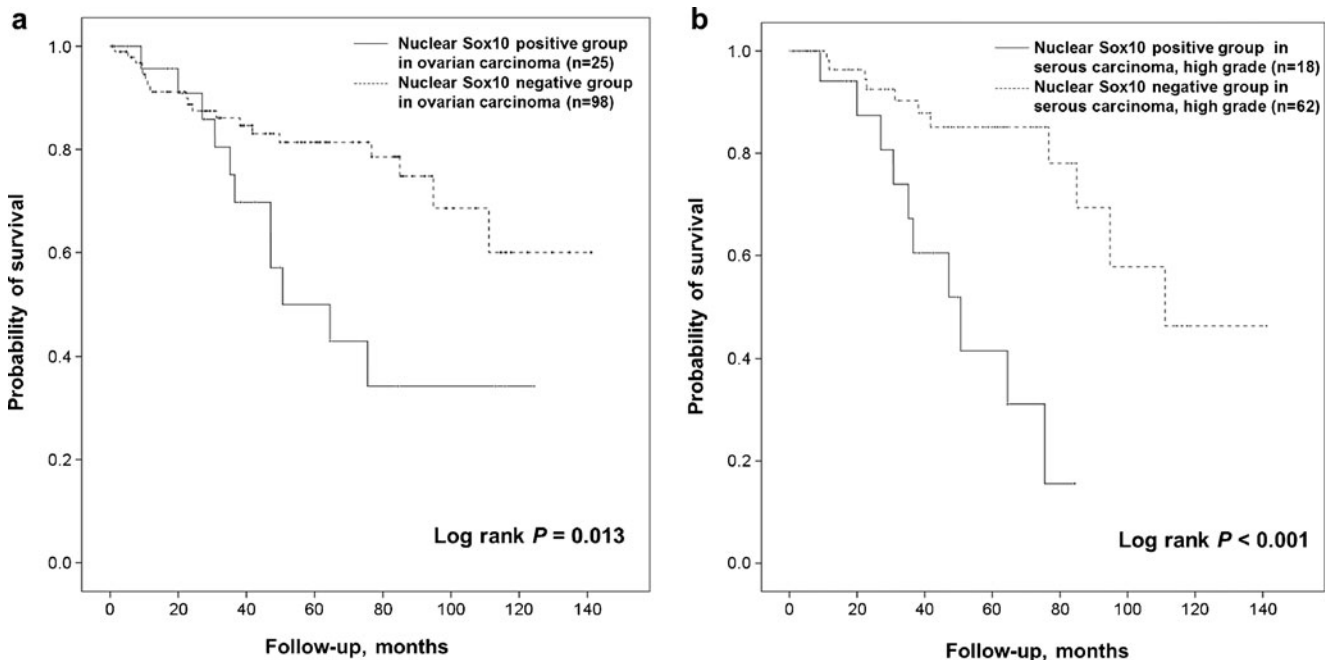 a
1.0
0.8
0.6
0.4
0.2
0.0
Probability of survival
Nuclear Sox10 positive group
in ovarian carcinoma (n=25)
Nuclear Sox10 negative group
in ovarian carcinoma (n=98)
Log rank P = 0.013
0 20 40 60 80 100 120 140
Follow-up, months
b
1.0
0.8
0.6
0.4
0.2
0.0
Probability of survival
Nuclear Sox10 positive group in
serous carcinoma, high grade (n=18)
Nuclear Sox10 negative group in
serous carcinoma, high grade (n=62)
Log rank P < 0.001
0 20 40 60 80 100 120 140
Follow-up, months